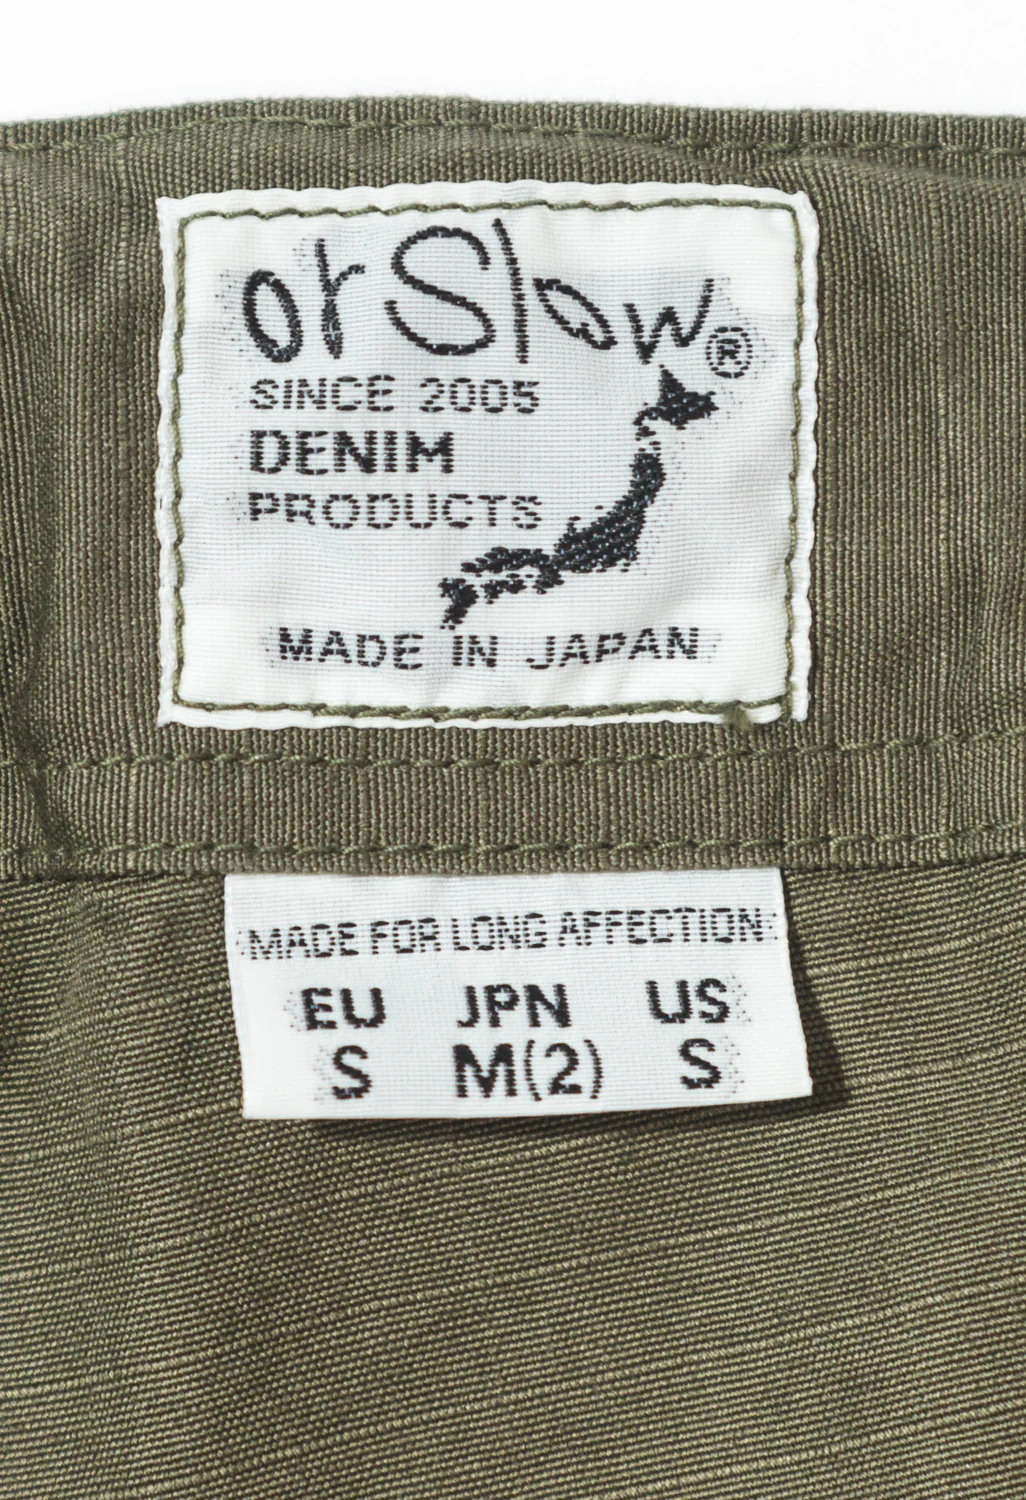 orSlow®
SINCE 2005
DENIM
PRODUCTS
MADE IN JAPAN
MADE FOR LONG AFFECTION
EU JPN US
S M(2) S